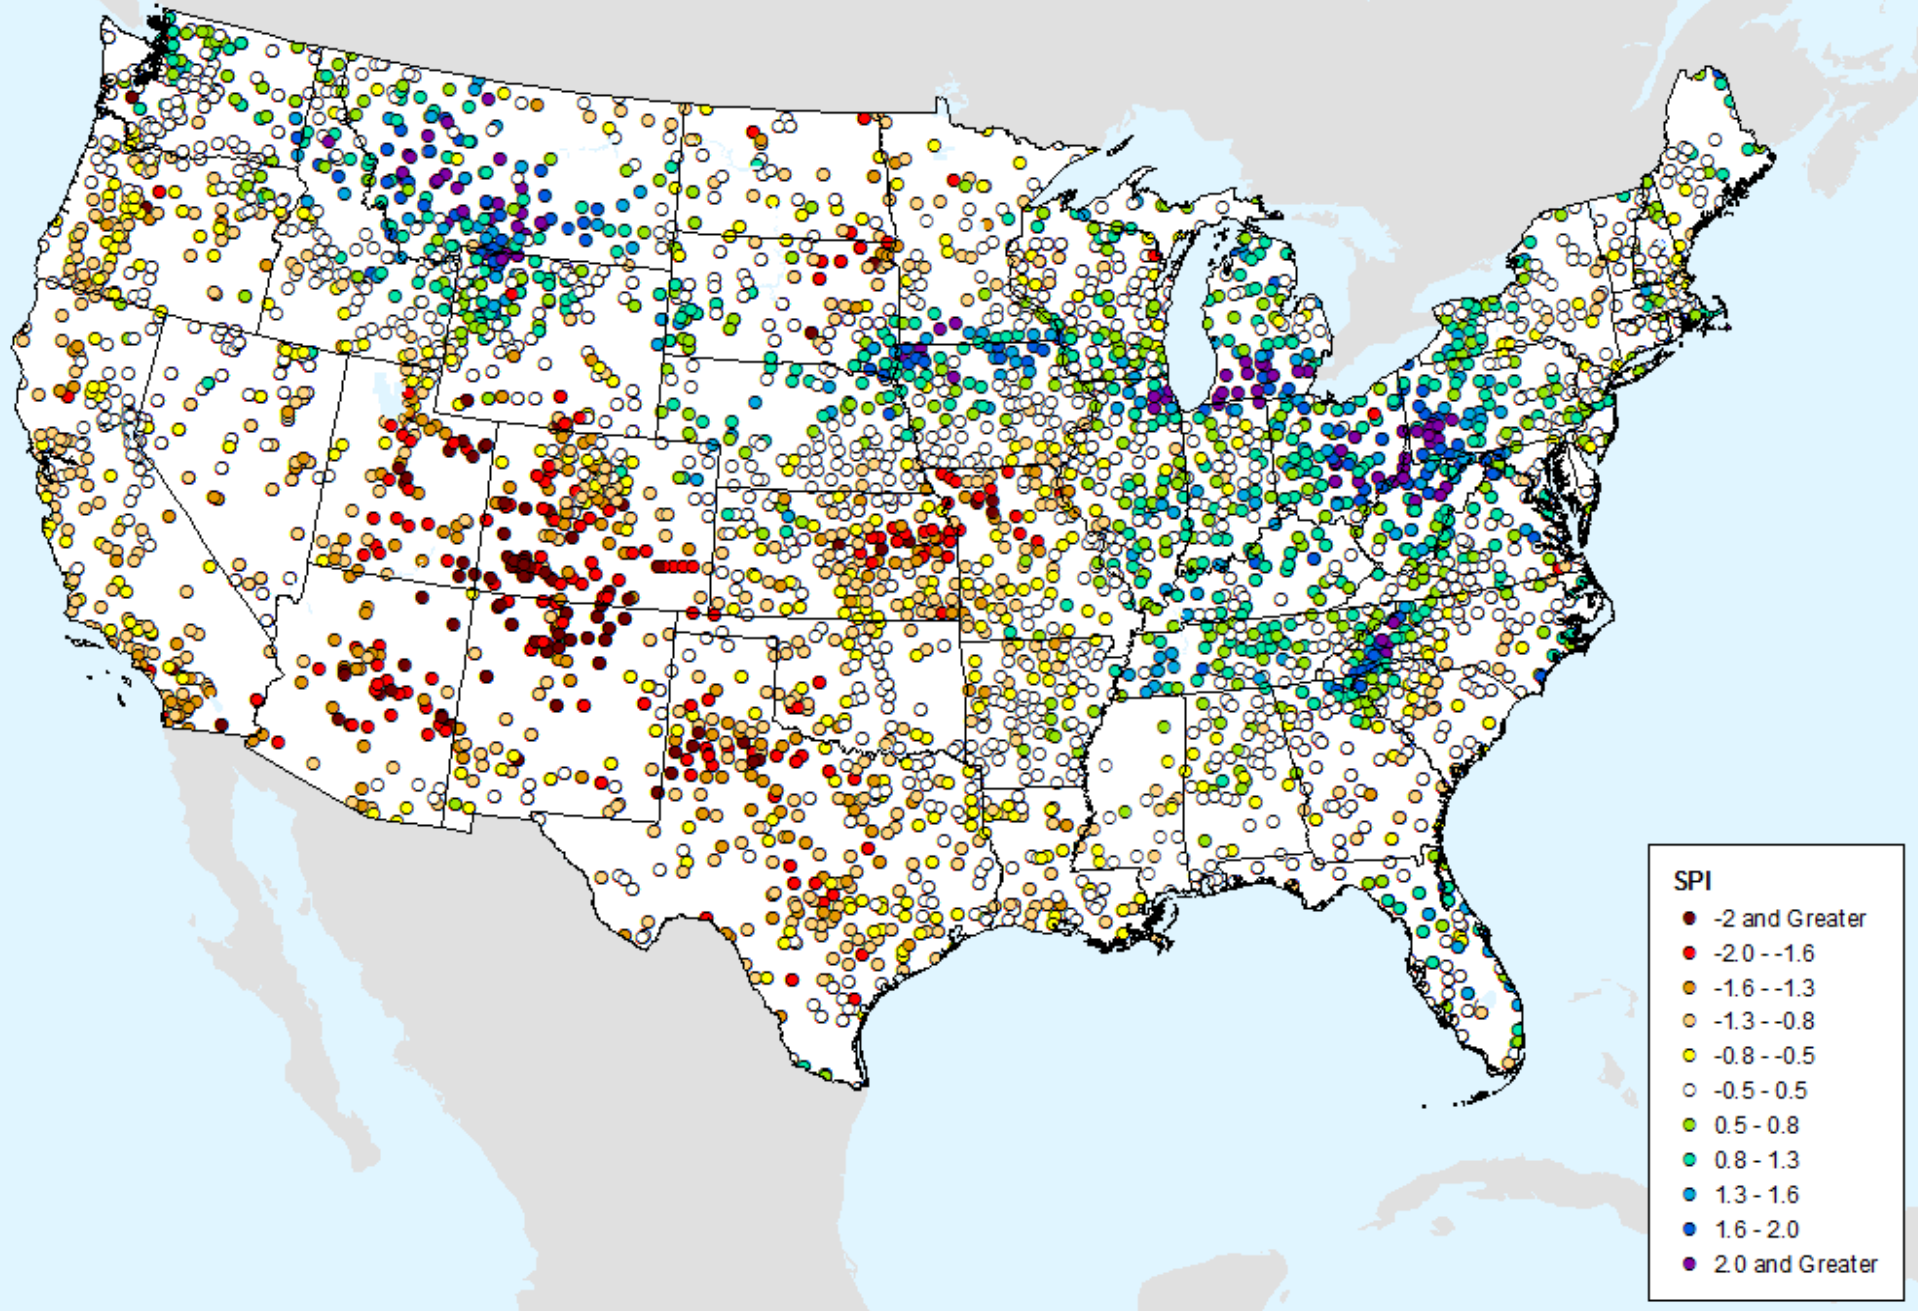 SPI
-2 and Greater
-2.0 - -1.6
-1.6 - -1.3
-1.3 - -0.8
-0.8 - -0.5
-0.5 - 0.5
0.5 - 0.8
0.8 - 1.3
1.3 - 1.6
1.6 - 2.0
2.0 and Greater